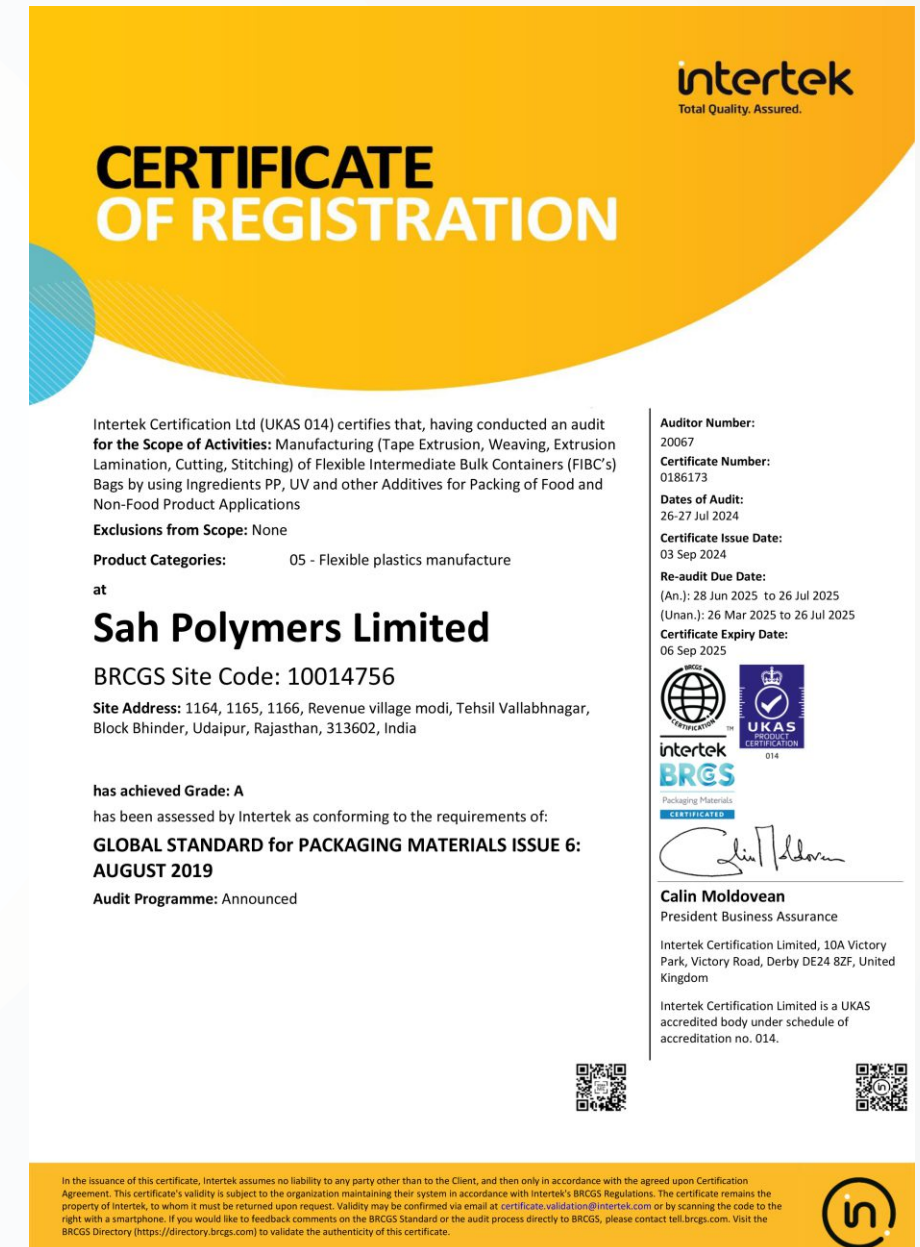 intertek
Total Quality. Assured.
CERTIFICATE
OF REGISTRATION
Intertek Certification Ltd (UKAS 014) certifies that, having conducted an audit
for the Scope of Activities: Manufacturing (Tape Extrusion, Weaving, Extrusion
Lamination, Cutting, Stitching) of Flexible Intermediate Bulk Containers (FIBC's)
Bags by using Ingredients PP, UV and other Additives for Packing of Food and
Non-Food Product Applications
Exclusions from Scope: None
Product Categories: 05 - Flexible plastics manufacture
at
Sah Polymers Limited
BRCGS Site Code: 10014756
Site Address: 1164, 1165, 1166, Revenue village modi, Tehsil Vallabhnagar,
Block Bhinder, Udaipur, Rajasthan, 313602, India
has achieved Grade: A
has been assessed by Intertek as conforming to the requirements of:
GLOBAL STANDARD for PACKAGING MATERIALS ISSUE 6:
AUGUST 2019
Audit Programme: Announced
Auditor Number:
20067
Certificate Number:
0186173
Dates of Audit:
26-27 Jul 2024
Certificate Issue Date:
03 Sep 2024
Re-audit Due Date:
(An.): 28 Jun 2025 to 26 Jul 2025
(Unan.): 26 Mar 2025 to 26 Jul 2025
Certificate Expiry Date:
06 Sep 2025
BRCGS
CERTIFICATION
TM
intertek
UKAS
PRODUCT
CERTIFICATION
014
BRCGS
Packaging Materials
CERTIFICATED
Calin Moldovean
Calin Moldovean
President Business Assurance
Intertek Certification Limited, 10A Victory
Park, Victory Road, Derby DE24 8ZF, United
Kingdom
Intertek Certification Limited is a UKAS
accredited body under schedule of
accreditation no. 014.
In the issuance of this certificate, Intertek assumes no liability to any party other than to the Client, and then only in accordance with the agreed upon Certification
Agreement. This certificate's validity is subject to the organization maintaining their system in accordance with Intertek's BRCGS Regulations. The certificate remains the
property of Intertek, to whom it must be returned upon request. Validity may be confirmed via email at certificate.validation@intertek.com or by scanning the code to the
right with a smartphone. If you would like to feedback comments on the BRCGS Standard or the audit process directly to BRCGS, please contact tell.brcgs.com. Visit the
BRCGS Directory (https://directory.brcgs.com) to validate the authenticity of this certificate.
in